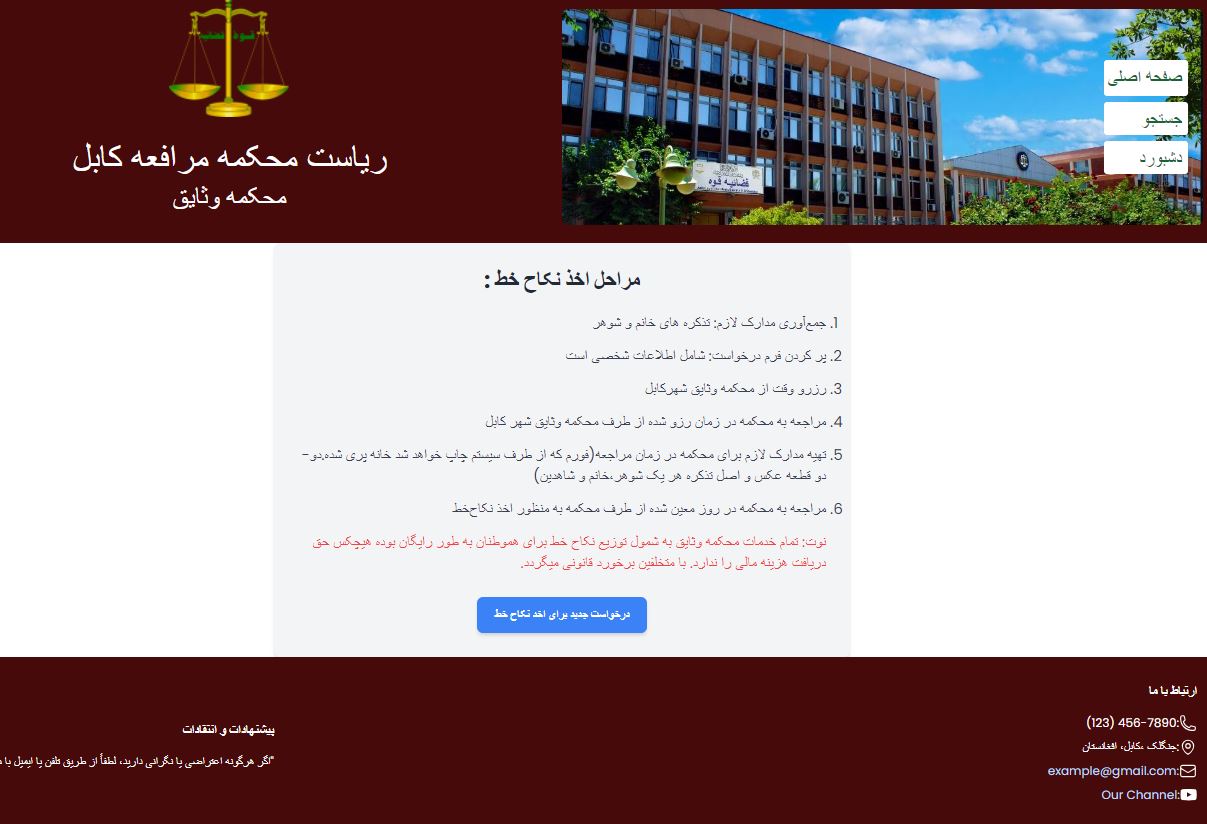 ریاست محکمه مرافعه کابل
محکمه وثایق
قضائیه قوه
صفحه اصلی
جستجو
دشبورد
مراحل اخذ نکاح خط :
1. جمع‌آوری مدارک لازم: تذکره های خانم و شوهر
2. پر کردن فرم درخواست: شامل اطلاعات شخصی است
3. رزرو وقت از محکمه وثایق شهرکابل
4. مراجعه به محکمه در زمان رزو شده از طرف محکمه وثایق شهر کابل
5. تهیه مدارک لازم برای محکمه در زمان مراجعه(فورم که از طرف سیستم چاپ خواهد شد خانه پری شده.دو-
دو قطعه عکس و اصل تذکره هر یک شوهر،خانم و شاهدین)
6. مراجعه به محکمه در روز معین شده از طرف محکمه به منظور اخذ نکاح‌خط
نوت: تمام خدمات محکمه وثایق به شمول توزیع نکاح خط برای هموطنان به طور رایگان بوده هیچکس حق
دریافت هزینه مالی را ندارد. با متخلفین برخورد قانونی میگردد.
درخواست جدید برای اخد نکاح خط
ارتباط با ما
(123) 456-7890:
:جنگلک ،کابل، افغانستان
example@gmail.com:
Our Channel:
پیشنهادات و انتقادات
"اگر هرگونه اعتراضی یا نگرانی دارید، لطفاً از طریق تلفن یا ایمیل با